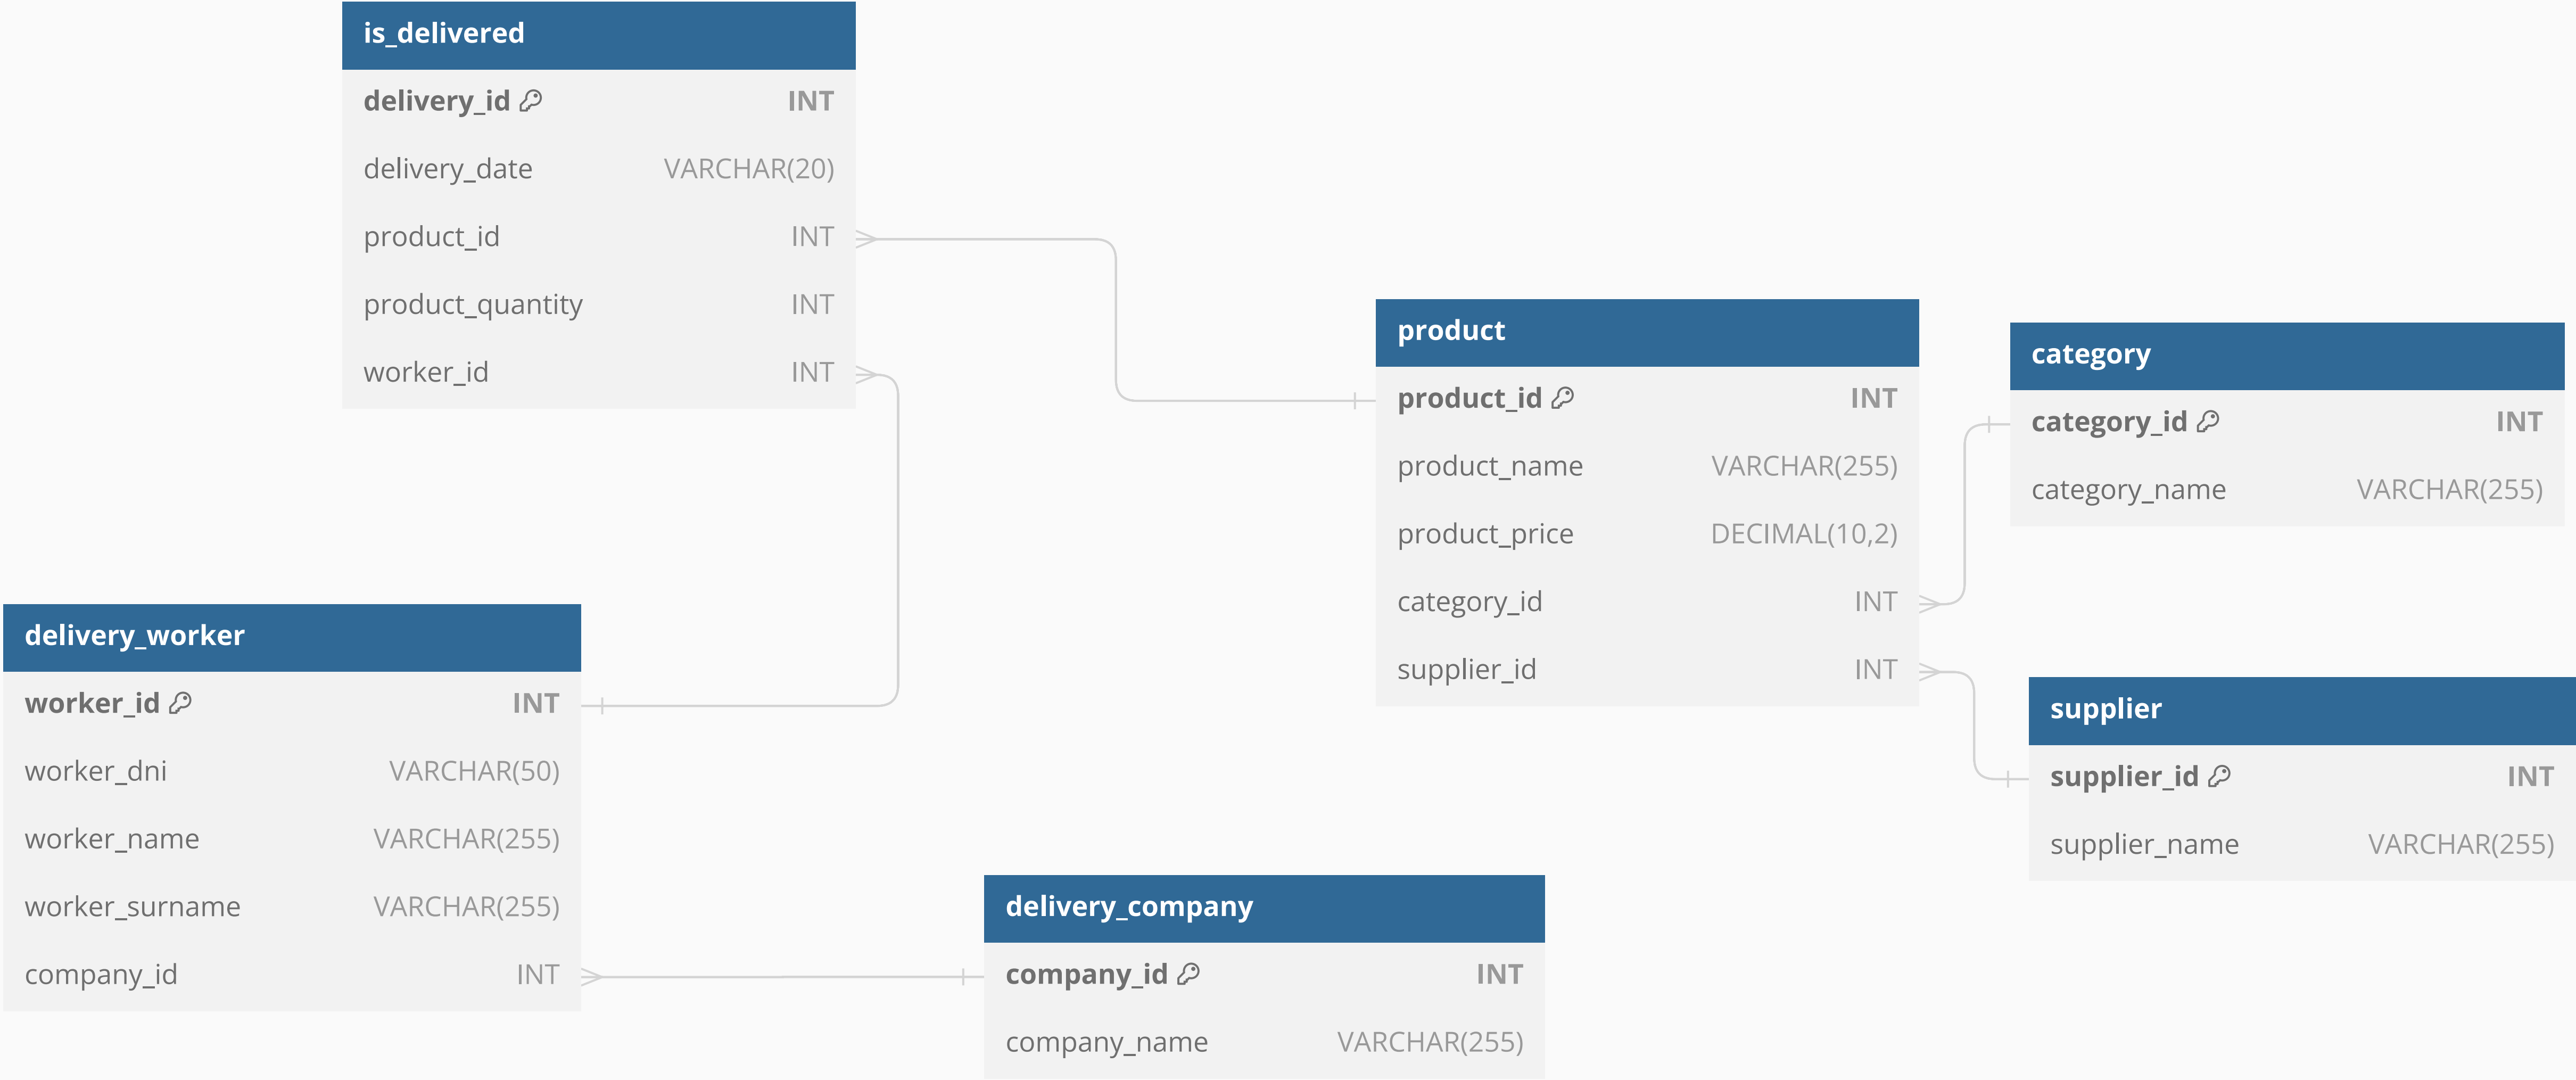 is_delivered
delivery_id INT
delivery_date VARCHAR(20)
product_id INT
product_quantity INT
worker_id INT
product
product_id INT
product_name VARCHAR(255)
product_price DECIMAL(10,2)
category_id INT
supplier_id INT
category
category_id INT
category_name VARCHAR(255)
delivery_worker
worker_id INT
worker_dni VARCHAR(50)
worker_name VARCHAR(255)
worker_surname VARCHAR(255)
company_id INT
supplier
supplier_id INT
supplier_name VARCHAR(255)
delivery_company
company_id INT
company_name VARCHAR(255)